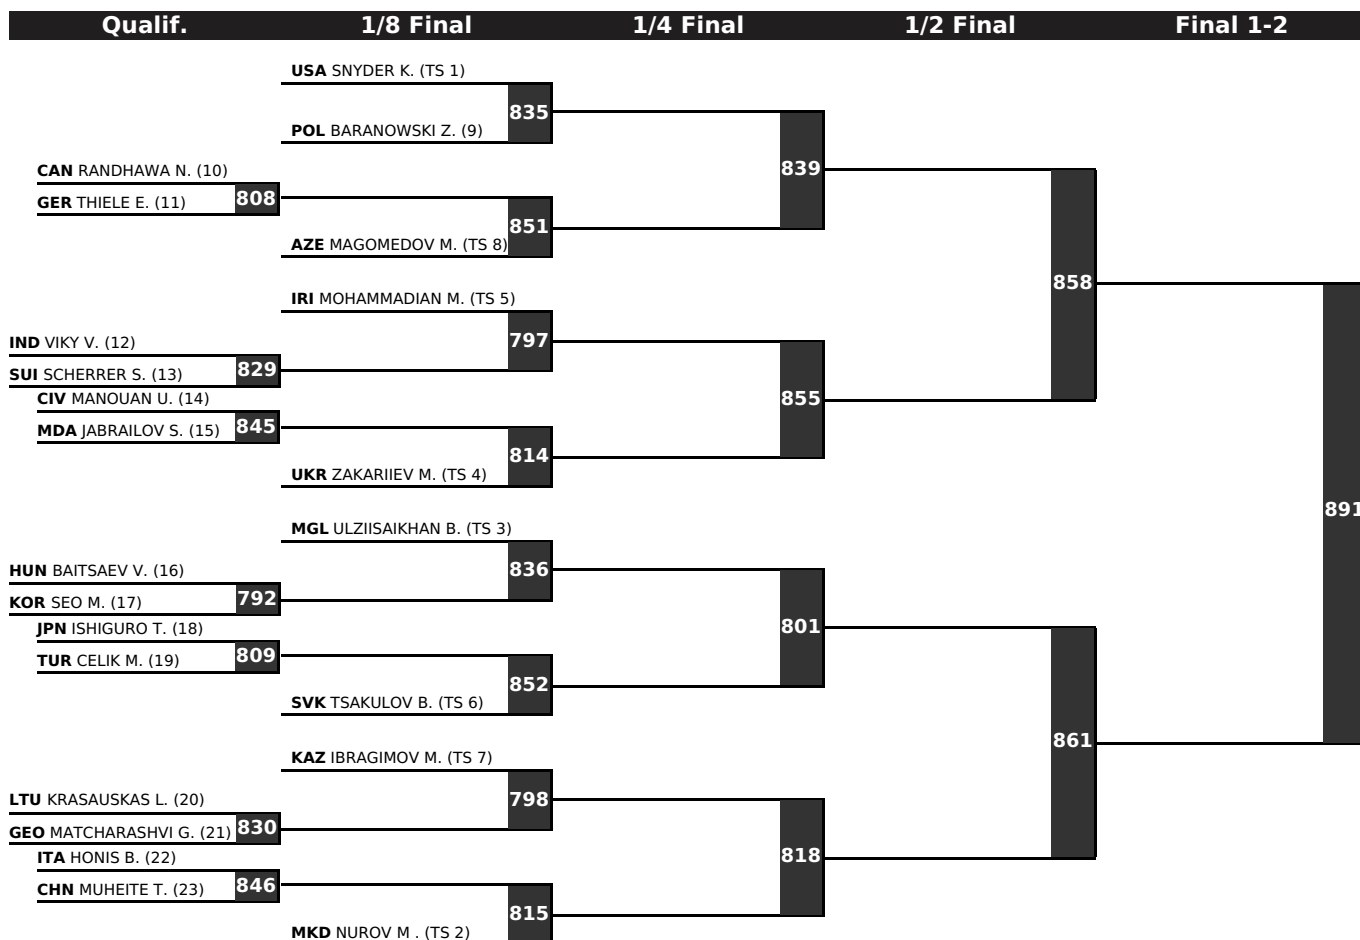 Qualif. 1/8 Final 1/4 Final 1/2 Final Final 1-2
USA SNYDER K. (TS 1)
835
POL BARANOWSKI Z. (9)
CAN RANDHAWA N. (10)
839
808
GER THIELE E. (11)
851
AZE MAGOMEDOV M. (TS 8)
858
IRI MOHAMMADIAN M. (TS 5)
IND VIKY V. (12)
797
829
SUI SCHERRER S. (13)
CIV MANOUAN U. (14)
855
845
MDA JABRAILOV S. (15)
814
UKR ZAKARIIEV M. (TS 4)
891
MGL ULZIISAIKHAN B. (TS 3)
HUN BAITSAEV V. (16)
836
792
KOR SEO M. (17)
JPN ISHIGURO T. (18)
801
809
TUR CELIK M. (19)
852
SVK TSAKULOV B. (TS 6)
861
KAZ IBRAGIMOV M. (TS 7)
LTU KRASAUSKAS L. (20)
798
830
GEO MATCHARASHVI G. (21)
ITA HONIS B. (22)
818
846
CHN MUHEITE T. (23)
815
MKD NUROV M . (TS 2)